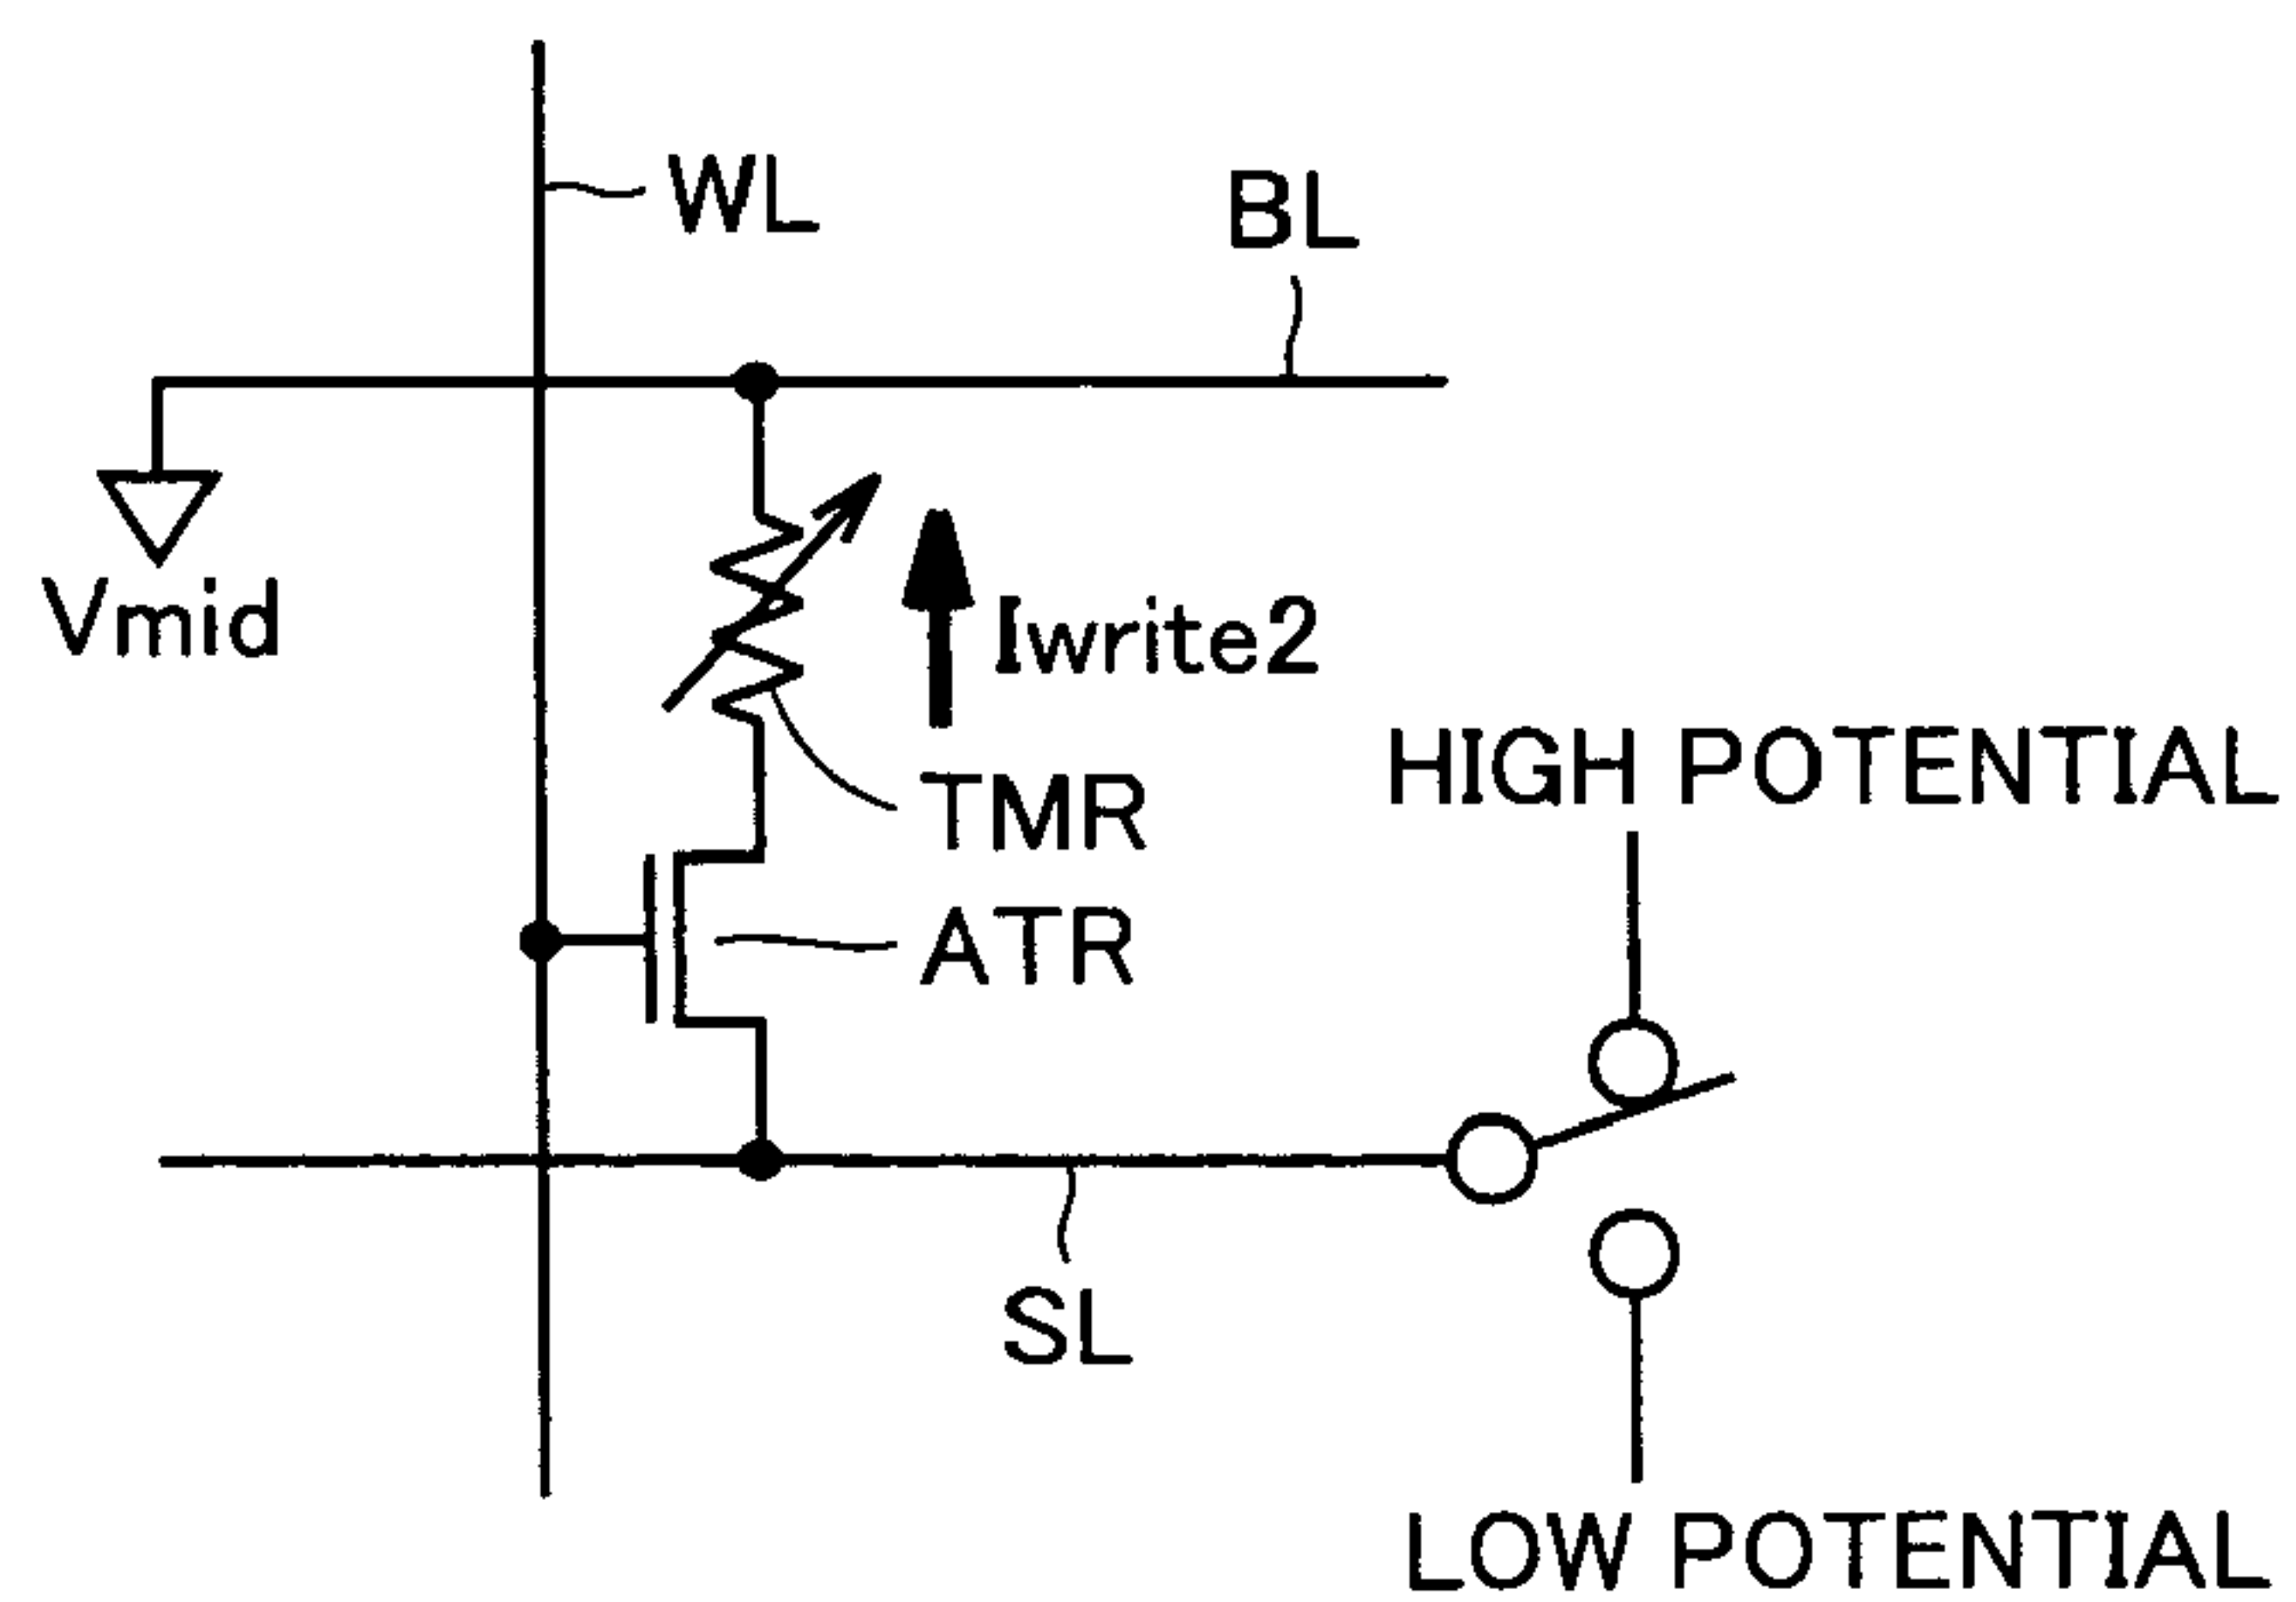 WL
BL
Vmid
Iwrite2
HIGH POTENTIAL
TMR
ATR
SL
LOW POTENTIAL